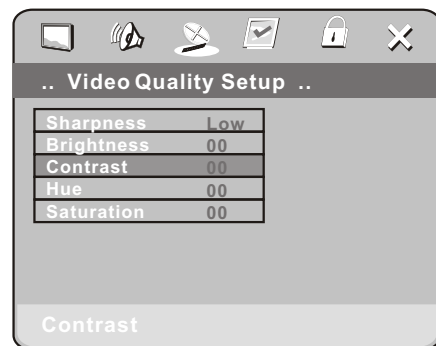 .. Video Quality Setup ..
Sharpness Low
Brightness 00
Contrast 00
Hue 00
Saturation 00
Contrast